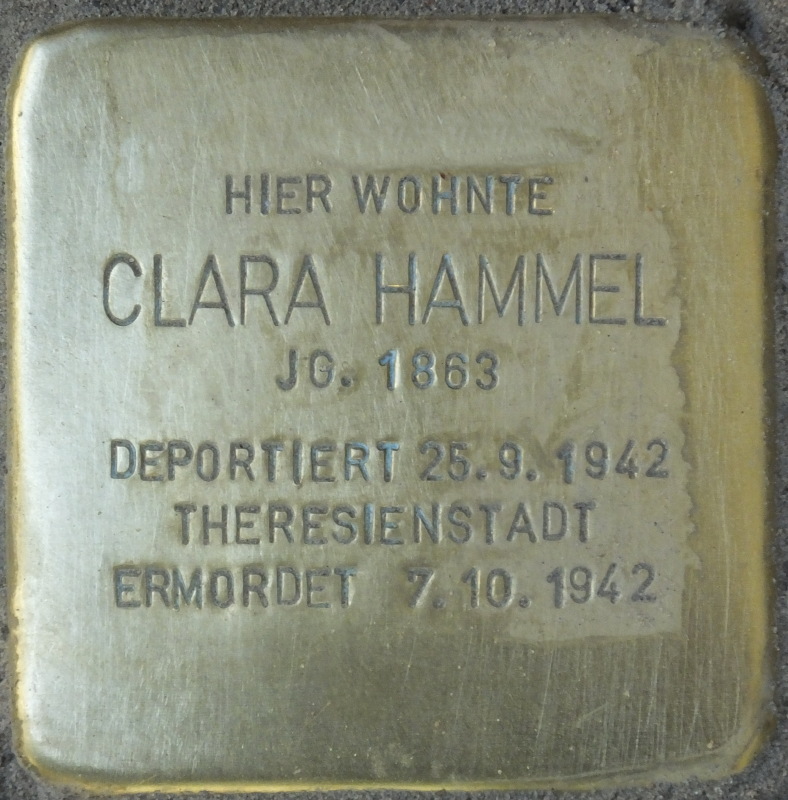 HIER WOHNTE
CLARA HAMMEL
JG. 1863
DEPORTIERT 25.9.1942
THERESIENSTADT
ERMORDET 7.10.1942